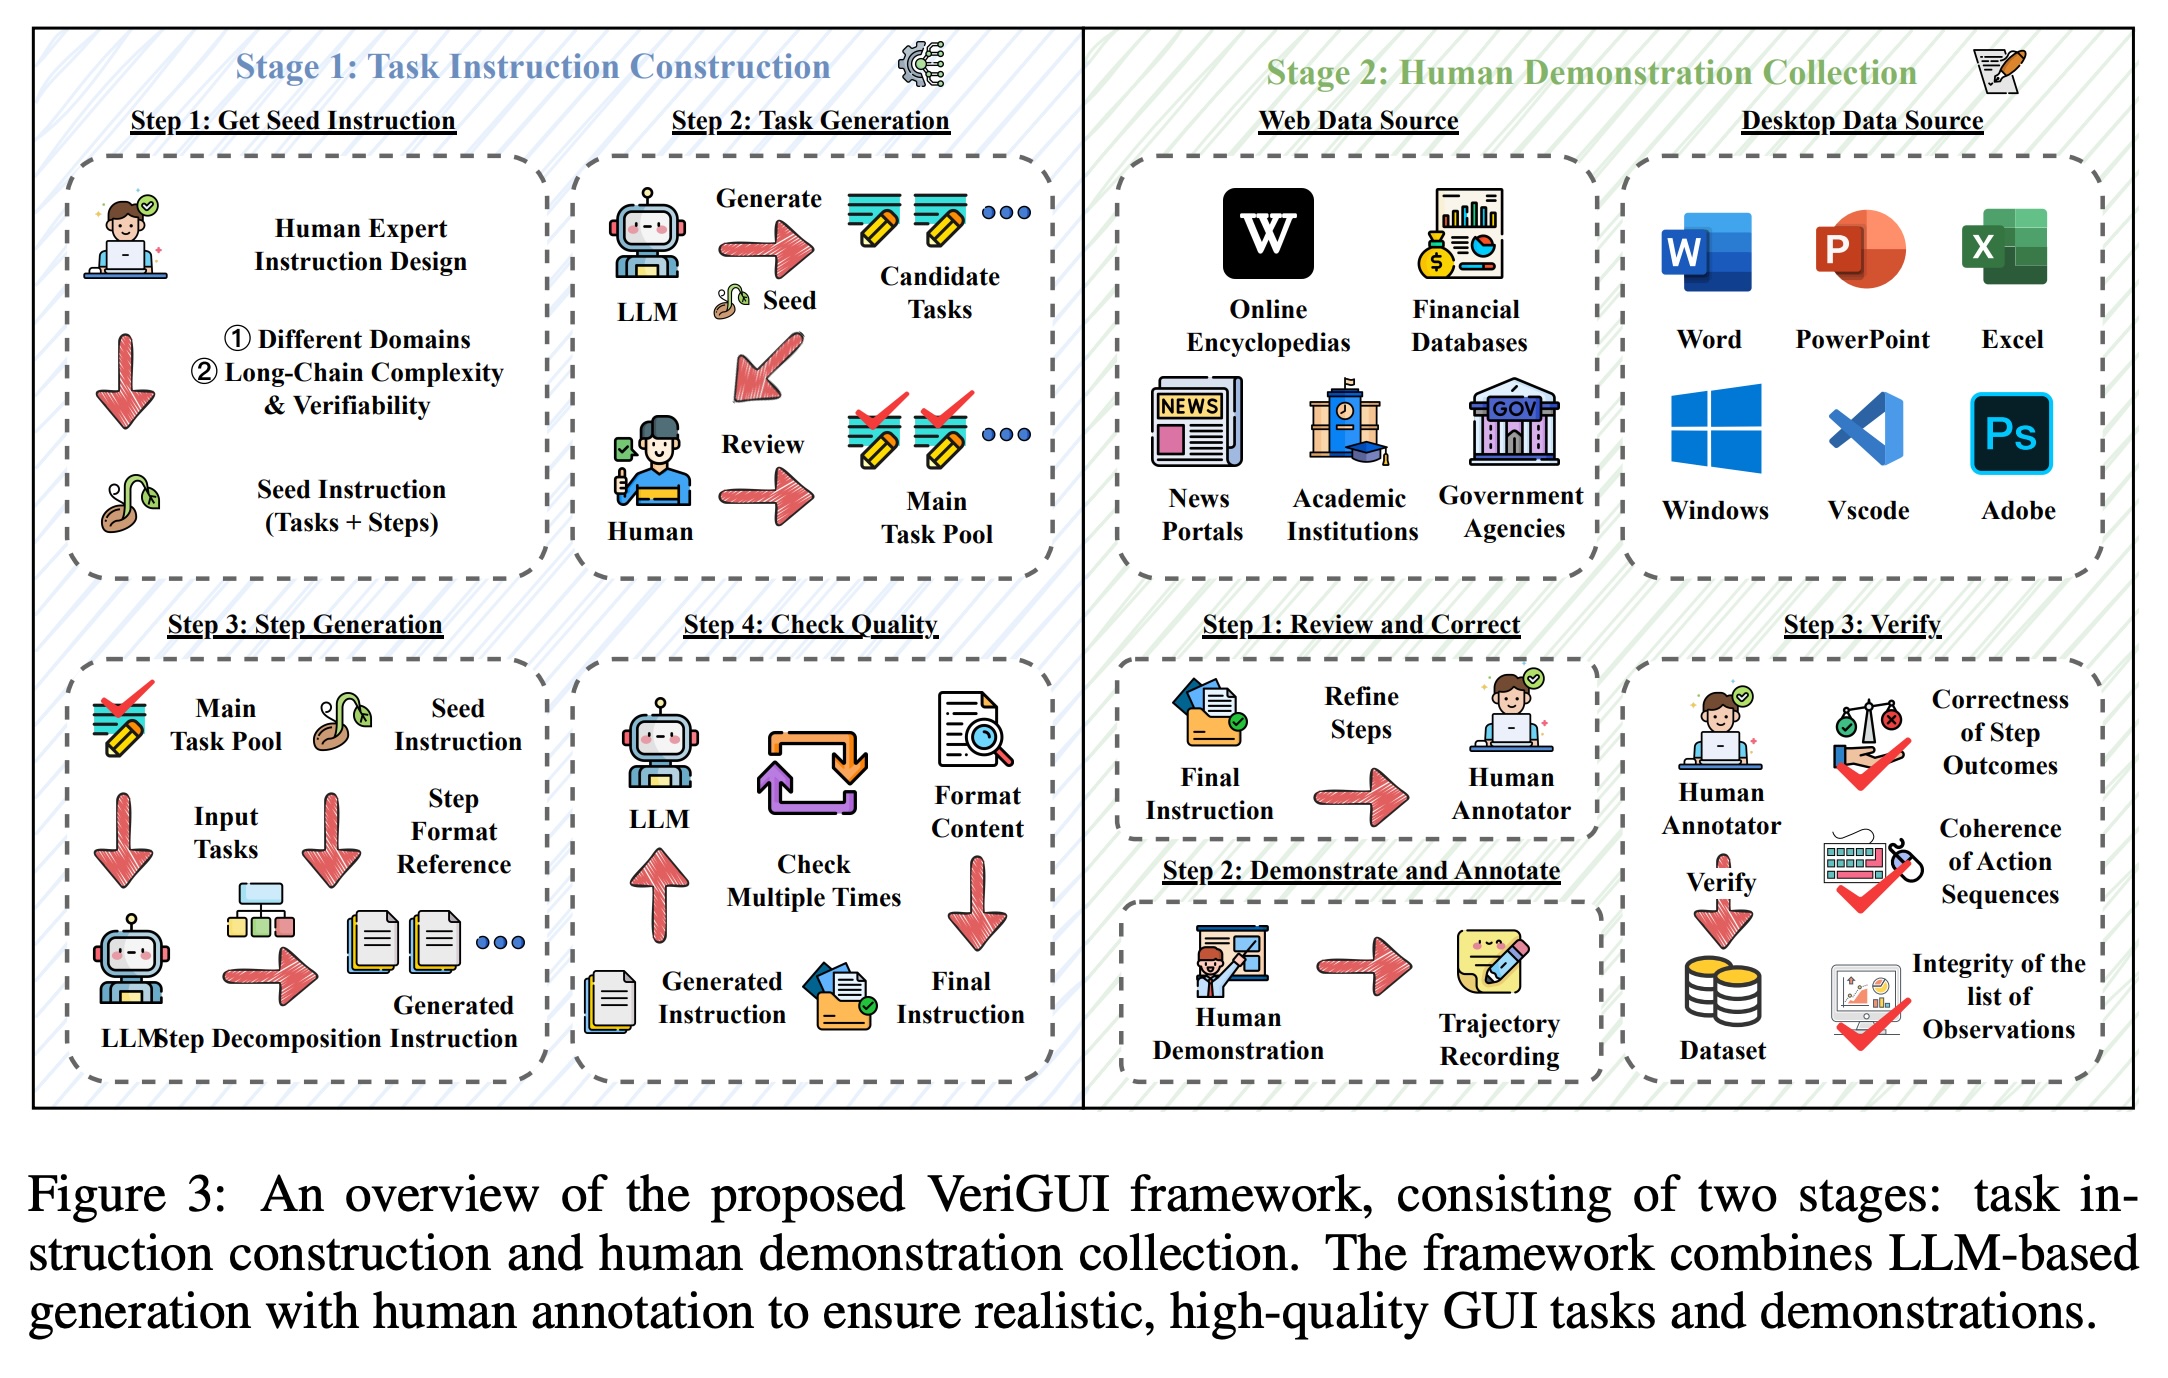 Stage 1: Task Instruction Construction
Step 1: Get Seed Instruction
Human Expert
Instruction Design
① Different Domains
② Long-Chain Complexity
& Verifiability
Seed Instruction
(Tasks + Steps)
Step 2: Task Generation
Generate
LLM
Seed
Candidate
Tasks
Review
Human
Main
Task Pool
Step 3: Step Generation
Main
Task Pool
Seed
Instruction
Input
Tasks
Step
Format
Reference
LLM
Step Decomposition
Generated
Instruction
Step 4: Check Quality
LLM
Format
Content
Check
Multiple Times
Generated
Instruction
Final
Instruction
Stage 2: Human Demonstration Collection
Web Data Source
W
Online
Encyclopedias
$
Financial
Databases
NEWS
News
Portals
Academic
Institutions
GOV
Government
Agencies
Desktop Data Source
W
Word
P
PowerPoint
X
Excel
Windows
Vscode
Ps
Adobe
Step 1: Review and Correct
Final
Instruction
Refine
Steps
Human
Annotator
Step 2: Demonstrate and Annotate
Human
Demonstration
Trajectory
Recording
Step 3: Verify
Human
Annotator
Verify
Dataset
Correctness
of Step
Outcomes
Coherence
of Action
Sequences
Integrity of the
list of
Observations
Figure 3: An overview of the proposed VeriGUI framework, consisting of two stages: task in-
struction construction and human demonstration collection. The framework combines LLM-based
generation with human annotation to ensure realistic, high-quality GUI tasks and demonstrations.